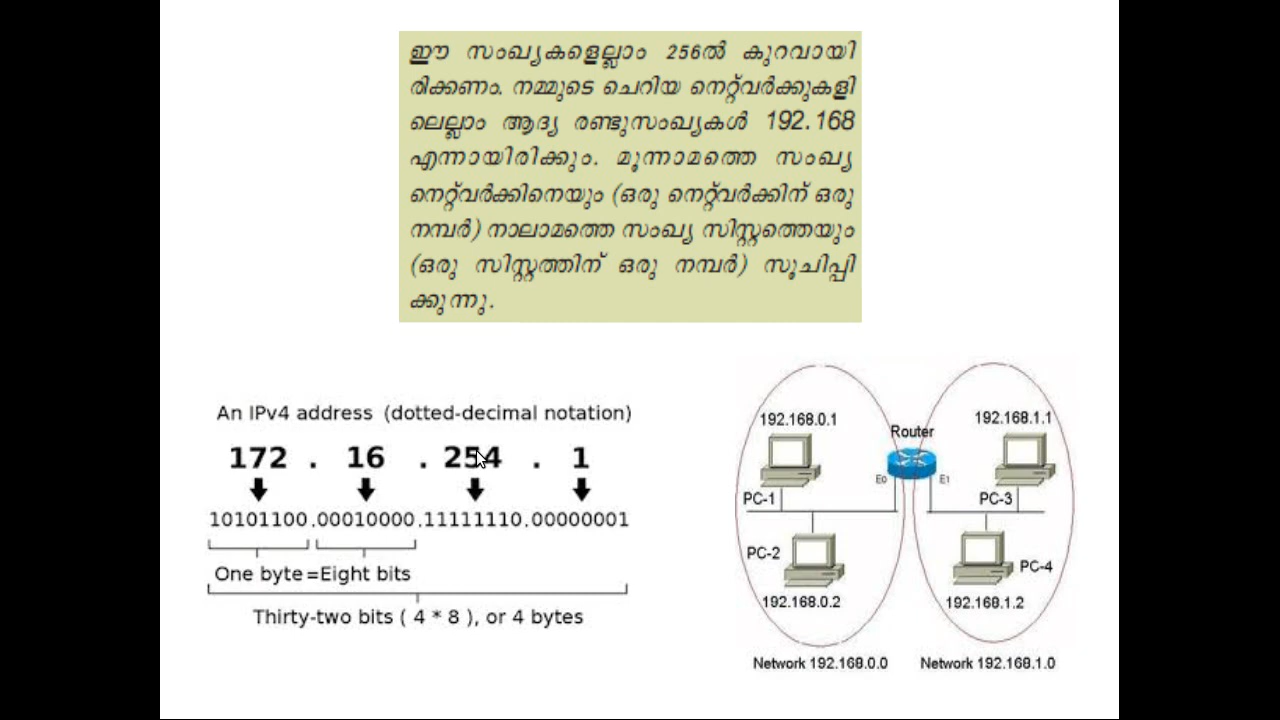 ഈ സംഖ്യകളെല്ലാം 256ൽ കുറവായി
രിക്കണം. നമ്മുടെ ചെറിയ നെറ്റ്‌വർക്കുകളി
ലെല്ലാം ആദ്യ രണ്ടുസംഖ്യകൾ 192.168
എന്നായിരിക്കും. മൂന്നാമത്തെ സംഖ്യ
നെറ്റ്‌വർക്കിനെയും (ഒരു നെറ്റ്‌വർക്കിന് ഒരു
നമ്പർ) നാലാമത്തെ സംഖ്യ സിസ്റ്റത്തെയും
(ഒരു സിസ്റ്റത്തിന് ഒരു നമ്പർ) സൂചിപ്പി
ക്കുന്നു.
An IPv4 address (dotted-decimal notation)
172 . 16 . 254 . 1
10101100.00010000.11111110.00000001
One byte=Eight bits
Thirty-two bits ( 4 * 8 ), or 4 bytes
192.168.0.1
192.168.1.1
Router
E0
E1
PC-1
PC-3
PC-2
PC-4
192.168.0.2
192.168.1.2
Network 192.168.0.0
Network 192.168.1.0